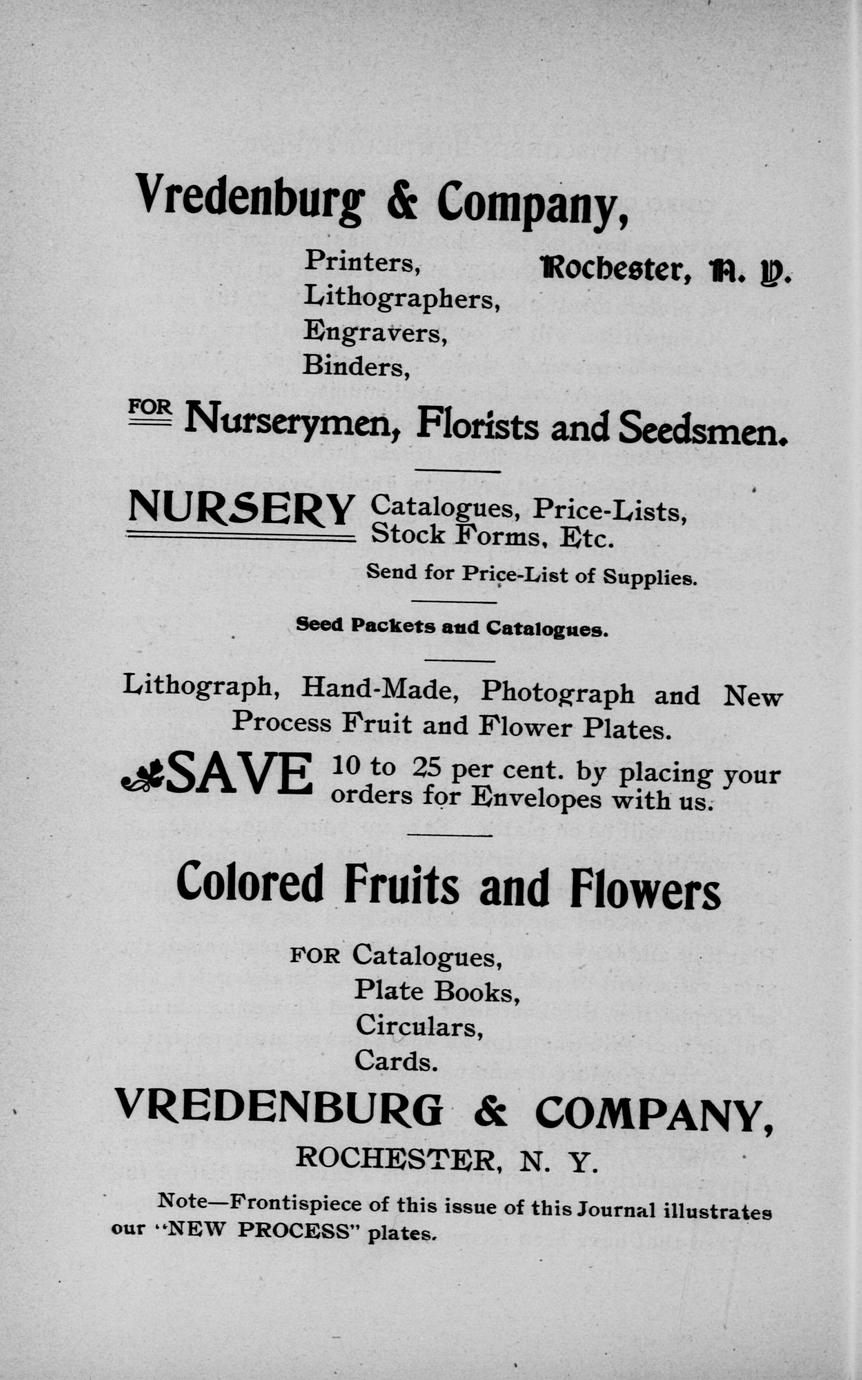 Vredenburg & Company,
Printers,
Rochester, N. Y.
Lithographers,
Engravers,
Binders,
FOR Nurserymen, Florists and Seedsmen.
NURSERY Catalogues, Price-Lists,
Stock Forms, Etc.
Send for Price-List of Supplies.
Seed Packets and Catalogues.
Lithograph, Hand-Made, Photograph and New
Process Fruit and Flower Plates.
SAVE 10 to 25 per cent. by placing your
orders for Envelopes with us.
Colored Fruits and Flowers
FOR Catalogues,
Plate Books,
Circulars,
Cards.
VREDENBURG & COMPANY,
ROCHESTER, N. Y.
Note—Frontispiece of this issue of this Journal illustrates
our "NEW PROCESS" plates.